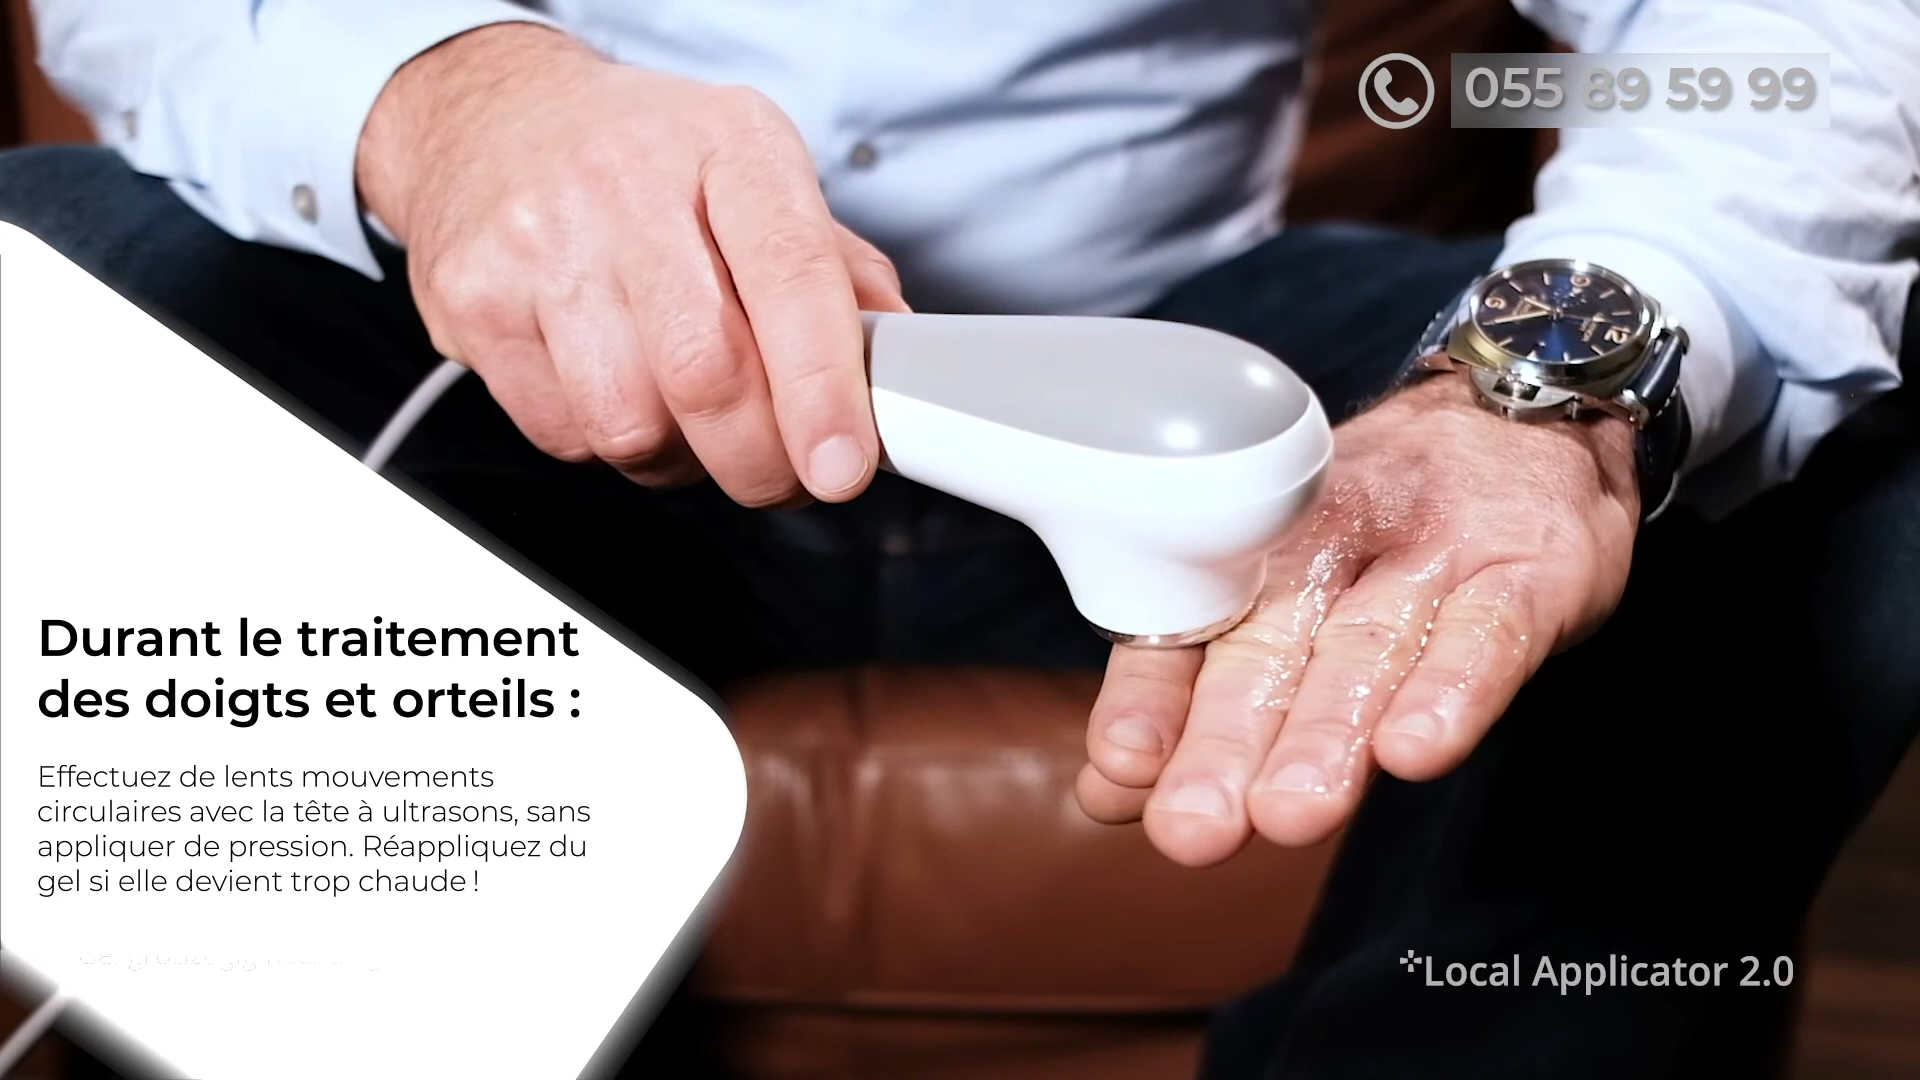 055 89 59 99
Durant le traitement
des doigts et orteils :
Effectuez de lents mouvements
circulaires avec la tête à ultrasons, sans
appliquer de pression. Réappliquez du
gel si elle devient trop chaude !
Local Applicator 2.0